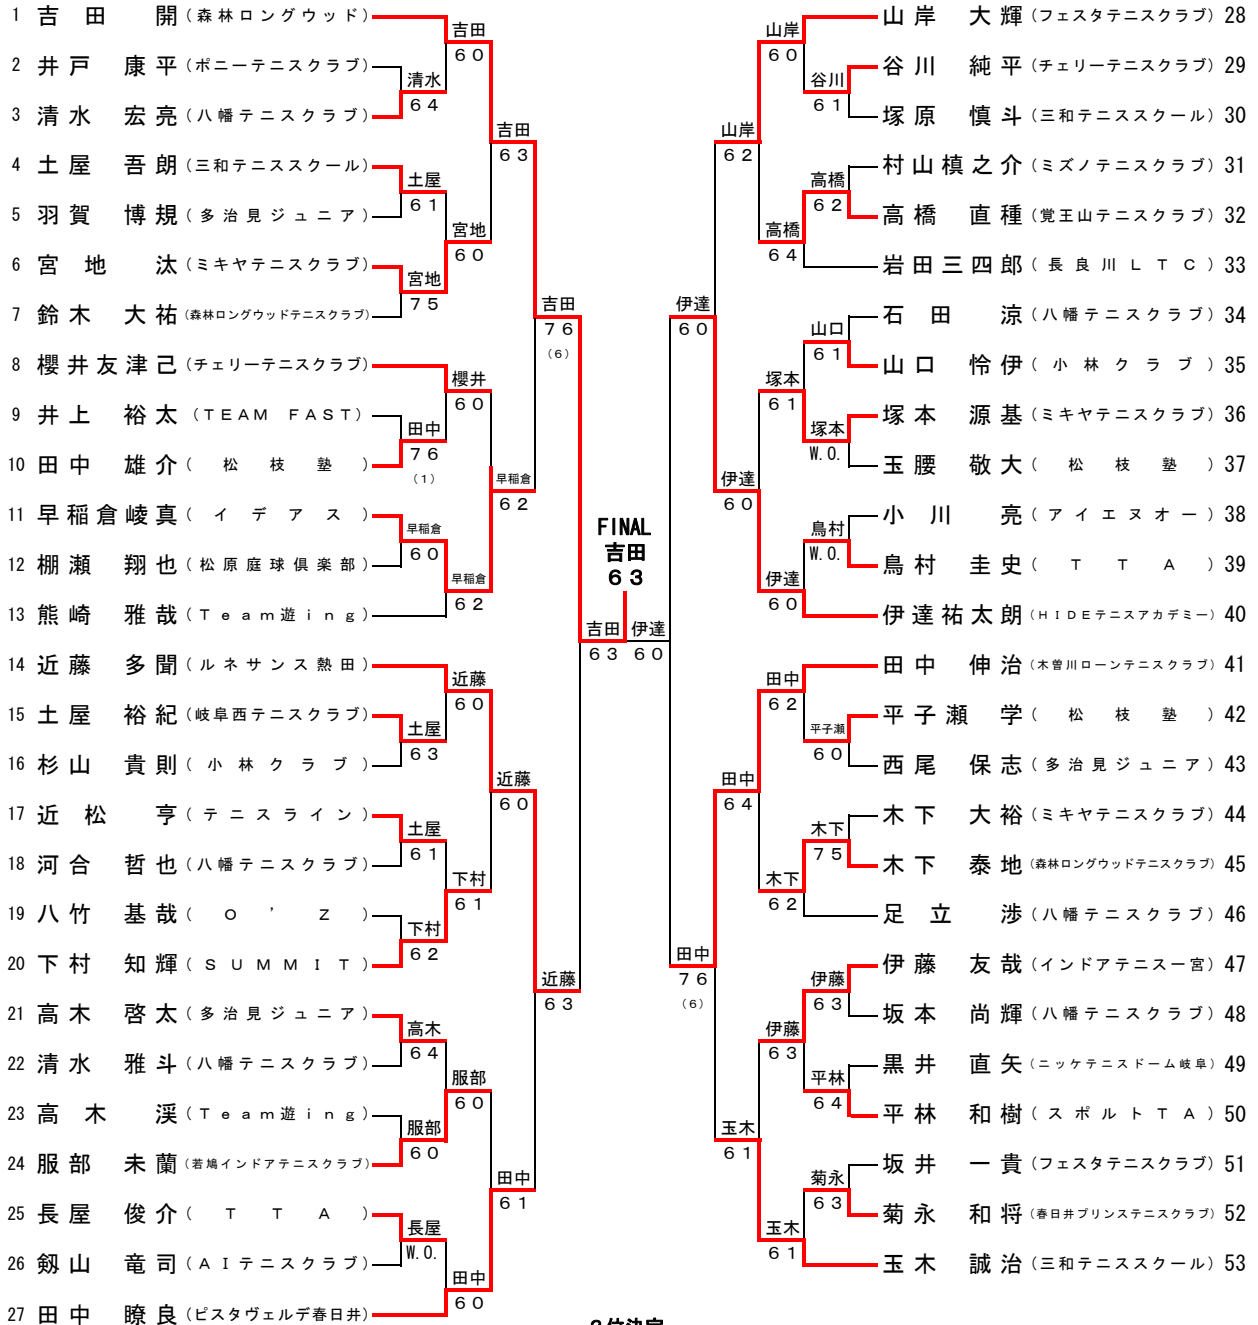 1 吉田 開 (森林ロングウッド)
2 井戸 康平 (ポニーテニスクラブ)
3 清水 宏亮 (八幡テニスクラブ)
4 土屋 吾朗 (三和テニススクール)
5 羽賀 博規 (多治見ジュニア)
6 宮地 汰 (ミキヤテニスクラブ)
7 鈴木 大祐 (森林ロングウッドテニスクラブ)
8 櫻井友津己 (チェリーテニスクラブ)
9 井上 裕太 (TEAM FAST)
10 田中 雄介 (松枝塾)
11 早稲倉崚真 (イデアス)
12 棚瀬 翔也 (松原庭球倶楽部)
13 熊崎 雅哉 (Team遊ing)
14 近藤 多聞 (ルネサンス熱田)
15 土屋 裕紀 (岐阜西テニスクラブ)
16 杉山 貴則 (小林クラブ)
17 近松 亨 (テニスライン)
18 河合 哲也 (八幡テニスクラブ)
19 八竹 基哉 (O'Z)
20 下村 知輝 (SUMMIT)
21 高木 啓太 (多治見ジュニア)
22 清水 雅斗 (八幡テニスクラブ)
23 高木 渓 (Team遊ing)
24 服部 未蘭 (若鳩インドアテニスクラブ)
25 長屋 俊介 (TTA)
26 剱山 竜司 (AIテニスクラブ)
27 田中 瞭良 (ピスタヴェルデ春日井)
清水
64
土屋
61
宮地
75
田中
76
(1)
早稲倉
60
土屋
63
土屋
61
下村
62
高木
64
服部
60
長屋
W.O.
吉田
60
宮地
60
櫻井
60
早稲倉
62
近藤
60
下村
61
服部
60
田中
60
吉田
63
早稲倉
62
近藤
60
田中
61
吉田
76
(6)
近藤
63
吉田
63
FINAL
吉田
63
伊達
60
伊達
60
田中
76
(6)
山岸
62
伊達
60
田中
64
玉木
61
山岸
60
高橋
64
塚本
61
伊達
60
田中
62
木下
62
伊藤
63
玉木
61
谷川
61
高橋
62
山口
61
塚本
W.O.
鳥村
W.O.
平子瀬
60
木下
75
伊藤
63
平林
64
菊永
63
山岸 大輝 (フェスタテニスクラブ) 28
谷川 純平 (チェリーテニスクラブ) 29
塚原 慎斗 (三和テニススクール) 30
村山槙之介 (ミズノテニスクラブ) 31
高橋 直種 (覚王山テニスクラブ) 32
岩田三四郎 (長良川LTC) 33
石田 涼 (八幡テニスクラブ) 34
山口 怜伊 (小林クラブ) 35
塚本 源基 (ミキヤテニスクラブ) 36
玉腰 敬大 (松枝塾) 37
小川 亮 (アイエヌオー) 38
鳥村 圭史 (TTA) 39
伊達祐太朗 (HIDEテニスアカデミー) 40
田中 伸治 (木曽川ローンテニスクラブ) 41
平子瀬 学 (松枝塾) 42
西尾 保志 (多治見ジュニア) 43
木下 大裕 (ミキヤテニスクラブ) 44
木下 泰地 (森林ロングウッドテニスクラブ) 45
足立 渉 (八幡テニスクラブ) 46
伊藤 友哉 (インドアテニス一宮) 47
坂本 尚輝 (八幡テニスクラブ) 48
黒井 直矢 (ニッケテニスドーム岐阜) 49
平林 和樹 (スポルトTA) 50
坂井 一貴 (フェスタテニスクラブ) 51
菊永 和将 (春日井プリンステニスクラブ) 52
玉木 誠治 (三和テニススクール) 53